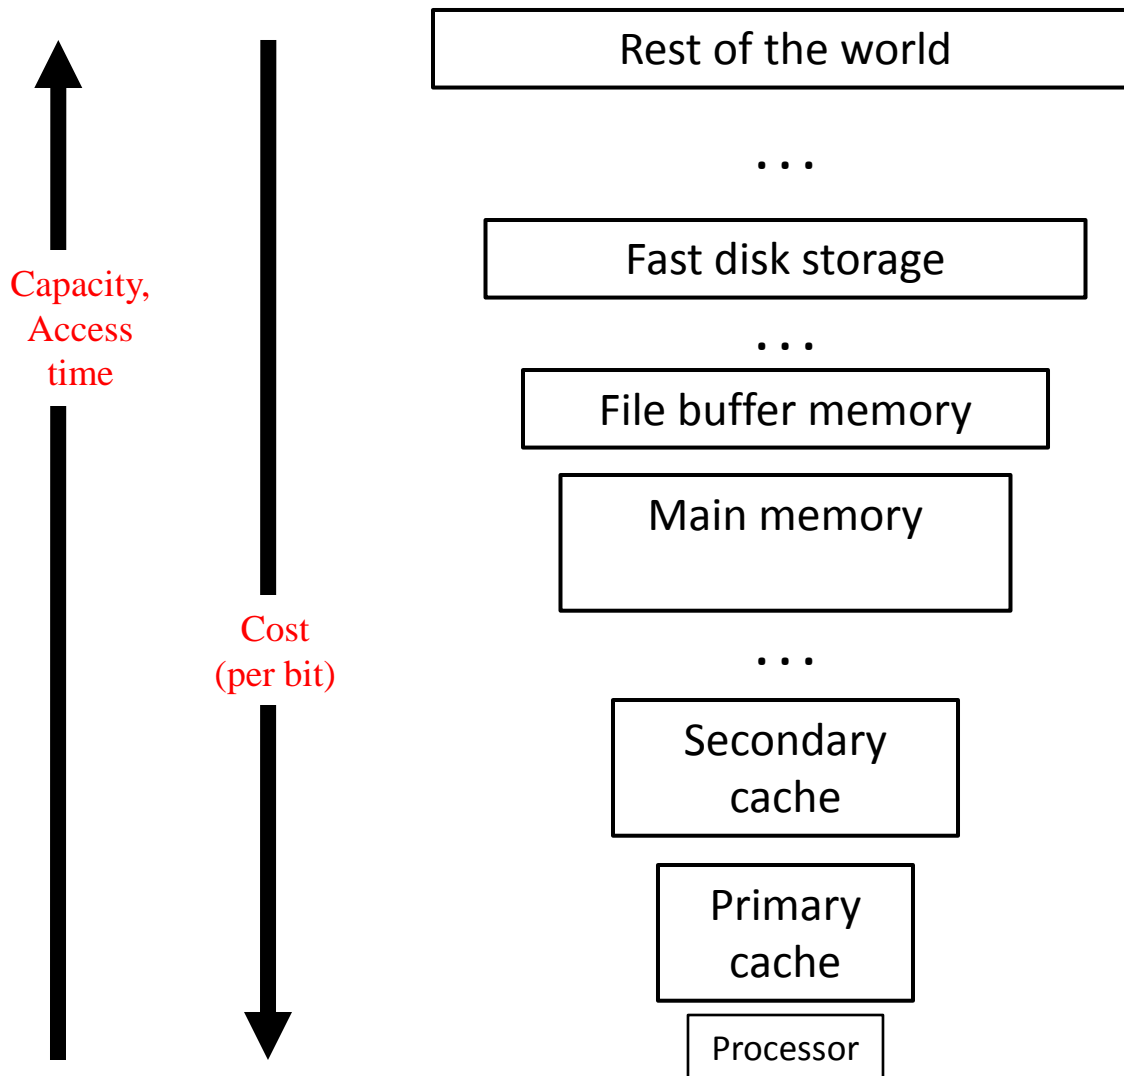 Rest of the world
...
Fast disk storage
Capacity,
Access
time
...
File buffer memory
Main memory
Cost
(per bit)
...
Secondary
cache
Primary
cache
Processor